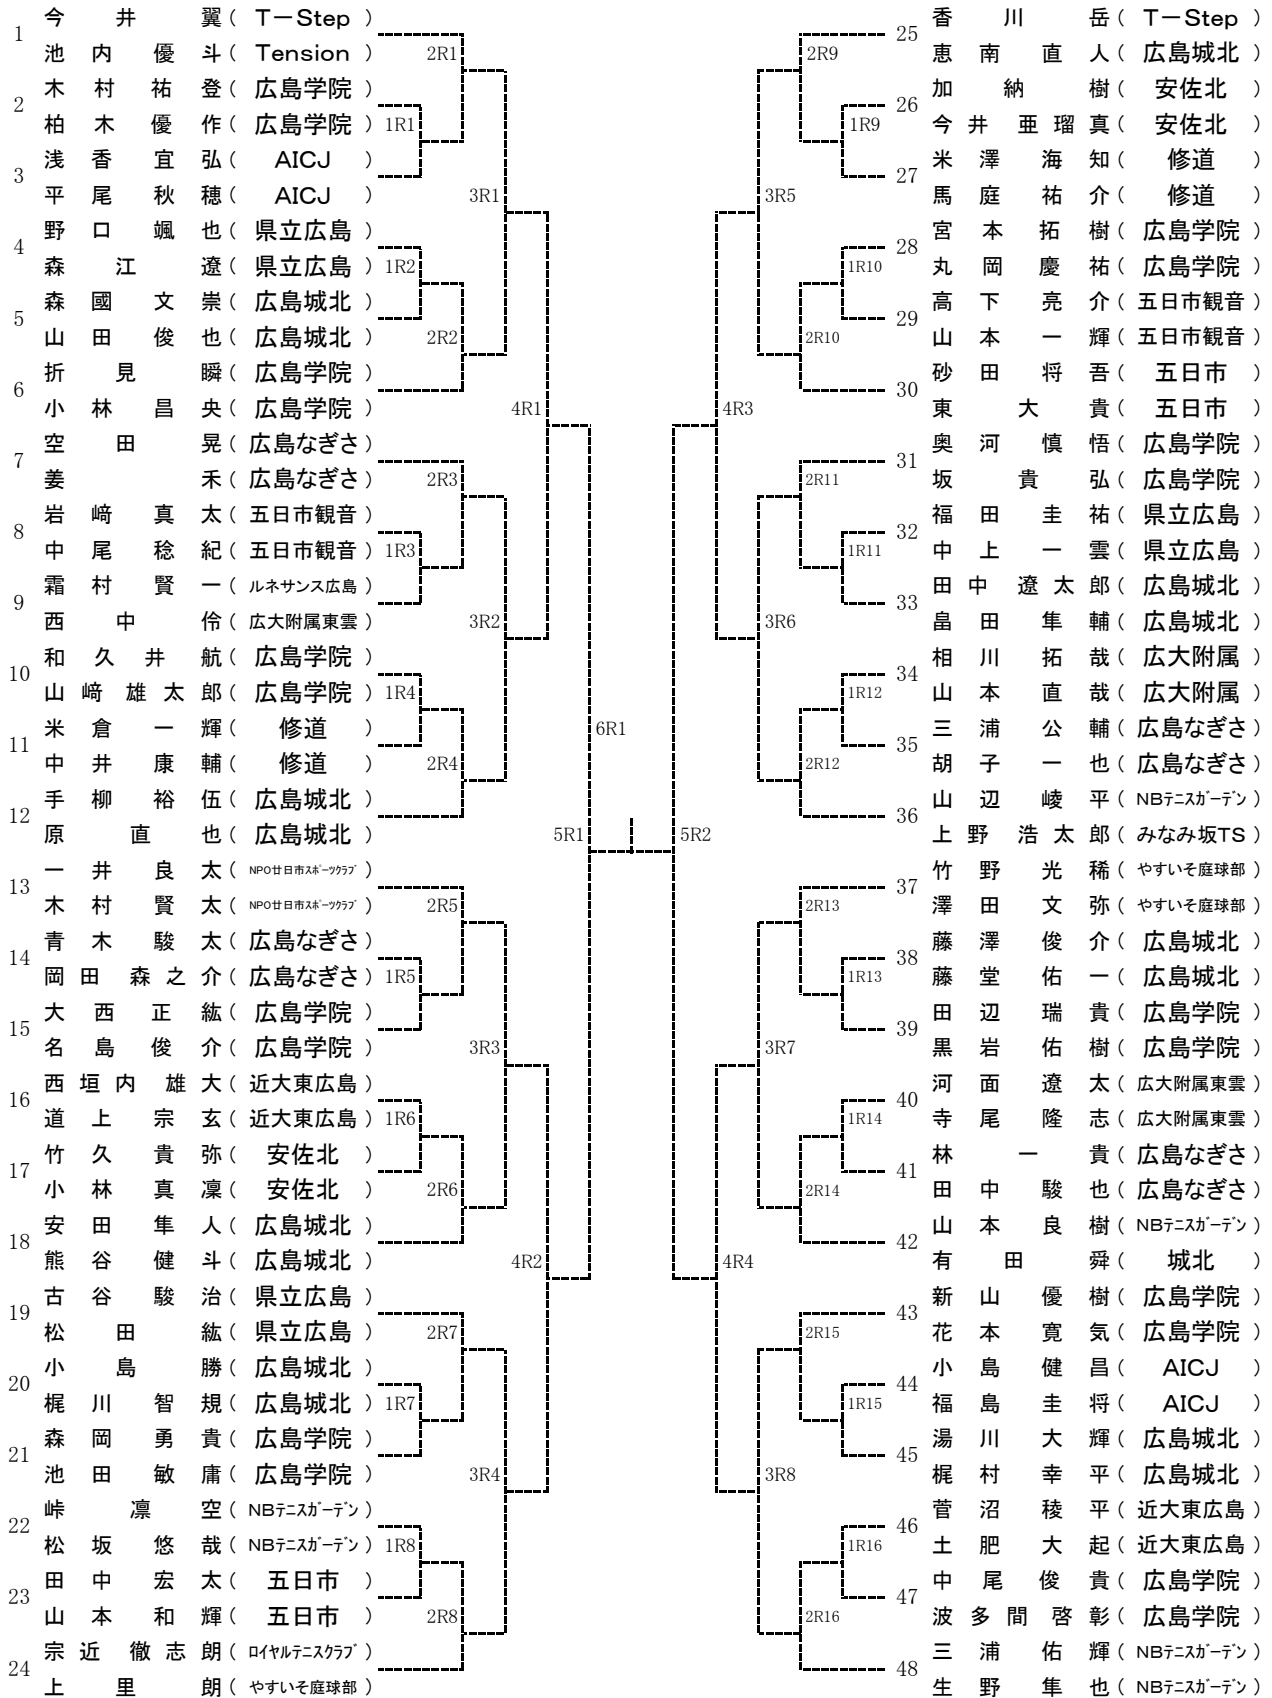 今井翼（T－Step）
1
池内優斗（Tension）
2R1
木村祐登（広島学院）
2
柏木優作（広島学院）
1R1
浅香宜弘（AICJ）
3
平尾秋穂（AICJ）
3R1
野口颯也（県立広島）
4
森江遼（県立広島）
1R2
森國文崇（広島城北）
5
山田俊也（広島城北）
2R2
折見瞬（広島学院）
6
小林昌央（広島学院）
4R1
空田晃（広島なぎさ）
7
姜禾（広島なぎさ）
2R3
岩﨑真太（五日市観音）
8
中尾稔紀（五日市観音）
1R3
霜村賢一（ルネサンス広島）
9
西中伶（広大附属東雲）
3R2
和久井航（広島学院）
10
山﨑雄太郎（広島学院）
1R4
米倉一輝（修道）
11
6R1
中井康輔（修道）
2R4
手柳裕伍（広島城北）
12
原直也（広島城北）
5R1
一井良太（NPO廿日市ｽﾎﾟｰﾂｸﾗﾌﾞ）
13
木村賢太（NPO廿日市ｽﾎﾟｰﾂｸﾗﾌﾞ）
2R5
青木駿太（広島なぎさ）
14
岡田森之介（広島なぎさ）
1R5
大西正紘（広島学院）
15
名島俊介（広島学院）
3R3
西垣内雄大（近大東広島）
16
道上宗玄（近大東広島）
1R6
竹久貴弥（安佐北）
17
小林真凜（安佐北）
2R6
安田隼人（広島城北）
18
熊谷健斗（広島城北）
4R2
古谷駿治（県立広島）
19
松田紘（県立広島）
2R7
小島勝（広島城北）
20
梶川智規（広島城北）
1R7
森岡勇貴（広島学院）
21
池田敏庸（広島学院）
3R4
峠凛空（NBﾃﾆｽｶﾞｰﾃﾞﾝ）
22
松坂悠哉（NBﾃﾆｽｶﾞｰﾃﾞﾝ）
1R8
田中宏太（五日市）
23
山本和輝（五日市）
2R8
宗近徹志朗（ﾛｲﾔﾙﾃﾆｽｸﾗﾌﾞ）
24
上里朗（やすいそ庭球部）
香川岳（T－Step）
25
恵南直人（広島城北）
2R9
加納樹（安佐北）
26
今井亜瑠真（安佐北）
1R9
米澤海知（修道）
27
馬庭祐介（修道）
3R5
宮本拓樹（広島学院）
28
丸岡慶祐（広島学院）
1R10
高下亮介（五日市観音）
29
山本一輝（五日市観音）
2R10
砂田将吾（五日市）
30
東大貴（五日市）
4R3
奥河慎悟（広島学院）
31
坂貴弘（広島学院）
2R11
福田圭祐（県立広島）
32
中上一雲（県立広島）
1R11
田中遼太郎（広島城北）
33
畠田隼輔（広島城北）
3R6
相川拓哉（広大附属）
34
山本直哉（広大附属）
1R12
三浦公輔（広島なぎさ）
35
胡子一也（広島なぎさ）
2R12
山辺崚平（NBﾃﾆｽｶﾞｰﾃﾞﾝ）
36
上野浩太郎（みなみ坂TS）
5R2
竹野光稀（やすいそ庭球部）
37
澤田文弥（やすいそ庭球部）
2R13
藤澤俊介（広島城北）
38
藤堂佑一（広島城北）
1R13
田辺瑞貴（広島学院）
39
黒岩佑樹（広島学院）
3R7
河面遼太（広大附属東雲）
40
寺尾隆志（広大附属東雲）
1R14
林一貴（広島なぎさ）
41
田中駿也（広島なぎさ）
2R14
山本良樹（NBﾃﾆｽｶﾞｰﾃﾞﾝ）
42
有田舜（城北）
4R4
新山優樹（広島学院）
43
花本寛気（広島学院）
2R15
小島健昌（AICJ）
44
福島圭将（AICJ）
1R15
湯川大輝（広島城北）
45
梶村幸平（広島城北）
3R8
菅沼稜平（近大東広島）
46
土肥大起（近大東広島）
1R16
中尾俊貴（広島学院）
47
波多間啓彰（広島学院）
2R16
三浦佑輝（NBﾃﾆｽｶﾞｰﾃﾞﾝ）
48
生野隼也（NBﾃﾆｽｶﾞｰﾃﾞﾝ）